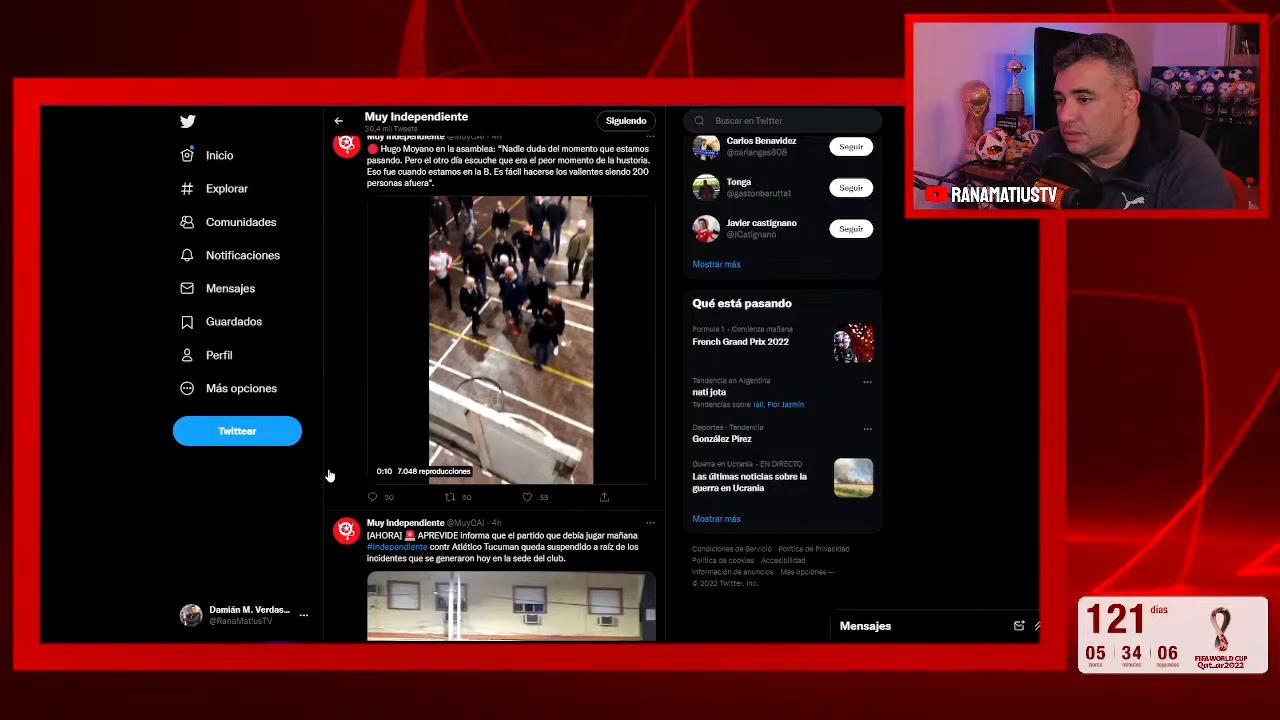 RANAMATIUSTV
Inicio
Explorar
Comunidades
Notificaciones
Mensajes
Guardados
Perfil
Más opciones
Twittear
Damián M. Verdas...
@RanaMatiusTV
Muy Independiente
30,4 mil Tweets
Siguiendo
Muy Independiente @MuyCAI · 4h
Hugo Moyano en la asamblea: "Nadie duda del momento que estamos
pasando. Pero el otro día escuche que era el peor momento de la hustoria.
Eso fue cuando estamos en la B. Es fácil hacerse los valientes siendo 200
personas afuera".
0:10 7.048 reproducciones
30 50 55
Muy Independiente @MuyCAI · 4h
[AHORA] APREVIDE informa que el partido que debía jugar mañana
#Independiente contr Atlético Tucuman queda suspendido a raíz de los
incidentes que se generaron hoy en la sede del club.
Buscar en Twitter
Carlos Benavidez
@carlangas808
Seguir
Tonga
@gastonbarutta1
Seguir
Javier castignano
@JCatignano
Seguir
Mostrar más
Qué está pasando
Formula 1 · Comienza mañana
French Grand Prix 2022
Tendencia en Argentina
nati jota
Tendencias sobre Iail, Flor Jazmín
Deportes · Tendencia
González Pirez
Guerra en Ucrania · EN DIRECTO
Las últimas noticias sobre la
guerra en Ucrania
Mostrar más
Condiciones de Servicio Política de Privacidad
Política de cookies Accesibilidad
Información de anuncios Más opciones
© 2022 Twitter, Inc.
Mensajes
121 días
05 34 06
horas minutos segundos
FIFA WORLD CUP
Qatar2022